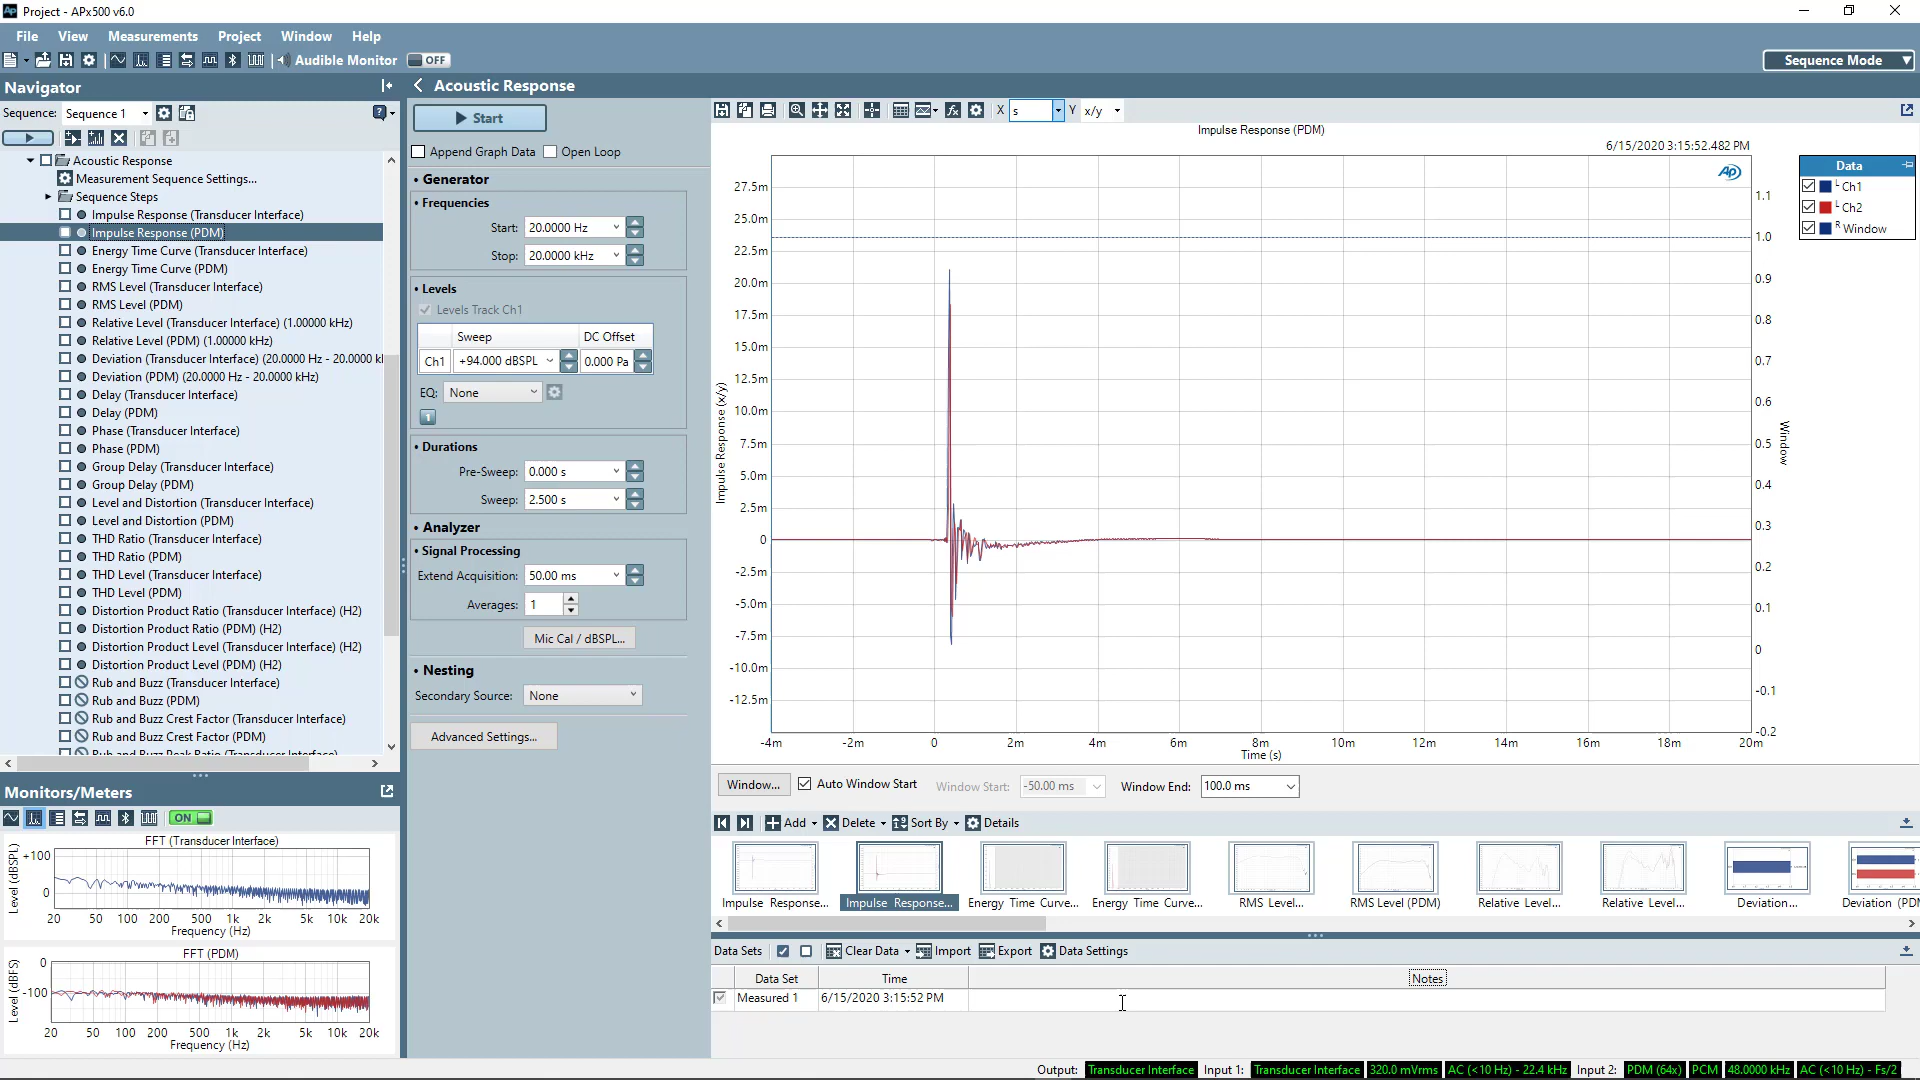 Project - APx500 v6.0
File View Measurements Project Window Help
Audible Monitor OFF
Sequence Mode
Navigator
Sequence: Sequence 1
Acoustic Response
Measurement Sequence Settings...
Sequence Steps
Impulse Response (Transducer Interface)
Impulse Response (PDM)
Energy Time Curve (Transducer Interface)
Energy Time Curve (PDM)
RMS Level (Transducer Interface)
RMS Level (PDM)
Relative Level (Transducer Interface) (1.00000 kHz)
Relative Level (PDM) (1.00000 kHz)
Deviation (Transducer Interface) (20.0000 Hz - 20.0000 kH
Deviation (PDM) (20.0000 Hz - 20.0000 kHz)
Delay (Transducer Interface)
Delay (PDM)
Phase (Transducer Interface)
Phase (PDM)
Group Delay (Transducer Interface)
Group Delay (PDM)
Level and Distortion (Transducer Interface)
Level and Distortion (PDM)
THD Ratio (Transducer Interface)
THD Ratio (PDM)
THD Level (Transducer Interface)
THD Level (PDM)
Distortion Product Ratio (Transducer Interface) (H2)
Distortion Product Ratio (PDM) (H2)
Distortion Product Level (Transducer Interface) (H2)
Distortion Product Level (PDM) (H2)
Rub and Buzz (Transducer Interface)
Rub and Buzz (PDM)
Rub and Buzz Crest Factor (Transducer Interface)
Rub and Buzz Crest Factor (PDM)
Rub and Buzz Peak Ratio (Transducer Interface)
Monitors/Meters
ON
FFT (Transducer Interface)
Level (dBSPL)
+100
0
20 50 100 200 500 1k 2k 5k 10k 20k
Frequency (Hz)
FFT (PDM)
Level (dBFS)
0
-100
20 50 100 200 500 1k 2k 5k 10k 20k
Frequency (Hz)
Acoustic Response
Start
Append Graph Data Open Loop
Generator
Frequencies
Start: 20.0000 Hz
Stop: 20.0000 kHz
Levels
Levels Track Ch1
Sweep DC Offset
Ch1 +94.000 dBSPL 0.000 Pa
EQ: None
1
Durations
Pre-Sweep: 0.000 s
Sweep: 2.500 s
Analyzer
Signal Processing
Extend Acquisition: 50.00 ms
Averages: 1
Mic Cal / dBSPL...
Nesting
Secondary Source: None
Advanced Settings...
X s Y x/y
Impulse Response (PDM)
6/15/2020 3:15:52.482 PM
AP
Impulse Response (x/y)
27.5m
25.0m
22.5m
20.0m
17.5m
15.0m
12.5m
10.0m
7.5m
5.0m
2.5m
0
-2.5m
-5.0m
-7.5m
-10.0m
-12.5m
1.1
1.0
0.9
0.8
0.7
0.6
0.5
0.4
0.3
0.2
0.1
0
-0.1
-0.2
Window
-4m -2m 0 2m 4m 6m 8m 10m 12m 14m 16m 18m 20m
Time (s)
Data
L Ch1
L Ch2
R Window
Window... Auto Window Start Window Start: -50.00 ms Window End: 100.0 ms
Add Delete Sort By Details
Impulse Response... Impulse Response... Energy Time Curve... Energy Time Curve... RMS Level... RMS Level (PDM) Relative Level... Relative Level... Deviation... Deviation (PDM
Data Sets Clear Data Import Export Data Settings
Data Set Time Notes
Measured 1 6/15/2020 3:15:52 PM
Output: Transducer Interface Input 1: Transducer Interface 320.0 mVrms AC (<10 Hz) - 22.4 kHz Input 2: PDM (64x) PCM 48.0000 kHz AC (<10 Hz) - Fs/2